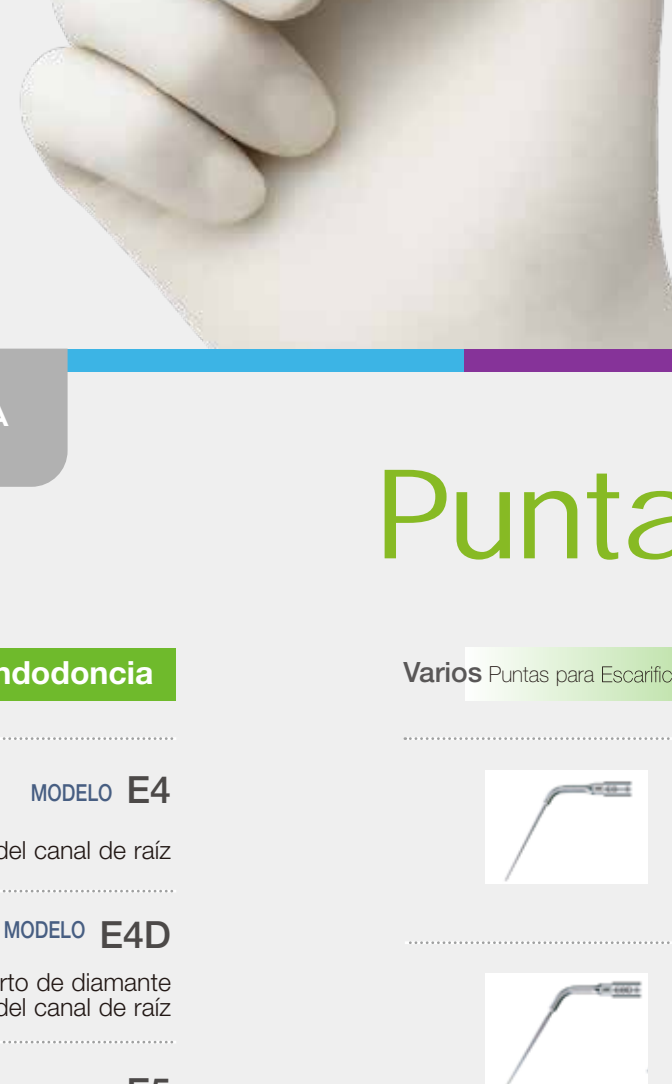 A
Punta
ndodoncia
Varios Puntas para Escarific
MODELO E4
del canal de raíz
MODELO E4D
rto de diamante
del canal de raíz
E5